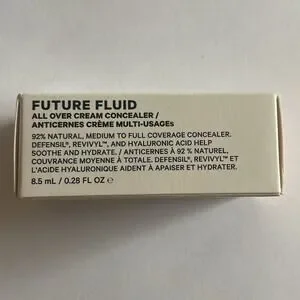 FUTURE FLUID
ALL OVER CREAM CONCEALER /
ANTICERNES CRÈME MULTI-USAGEs
92% NATURAL, MEDIUM TO FULL COVERAGE CONCEALER.
DEFENSIL®, REVIVYL™, AND HYALURONIC ACID HELP
SOOTHE AND HYDRATE. / ANTICERNES À 92 % NATUREL,
COUVRANCE MOYENNE À TOTALE. DEFENSIL®, REVIVYL™ ET
L'ACIDE HYALURONIQUE AIDENT À APAISER ET HYDRATER.
8.5 mL / 0.28 FL OZ ℮